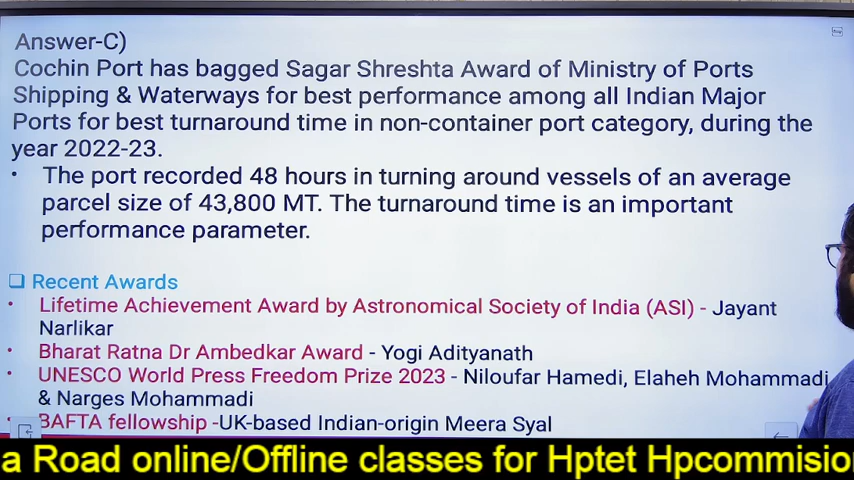 Answer-C)
Cochin Port has bagged Sagar Shreshta Award of Ministry of Ports
Shipping & Waterways for best performance among all Indian Major
Ports for best turnaround time in non-container port category, during the
year 2022-23.
• The port recorded 48 hours in turning around vessels of an average
parcel size of 43,800 MT. The turnaround time is an important
performance parameter.
❑ Recent Awards
• Lifetime Achievement Award by Astronomical Society of India (ASI) - Jayant
Narlikar
• Bharat Ratna Dr Ambedkar Award - Yogi Adityanath
• UNESCO World Press Freedom Prize 2023 - Niloufar Hamedi, Elaheh Mohammadi
& Narges Mohammadi
• BAFTA fellowship -UK-based Indian-origin Meera Syal
a Road online/Offline classes for Hptet Hpcommision